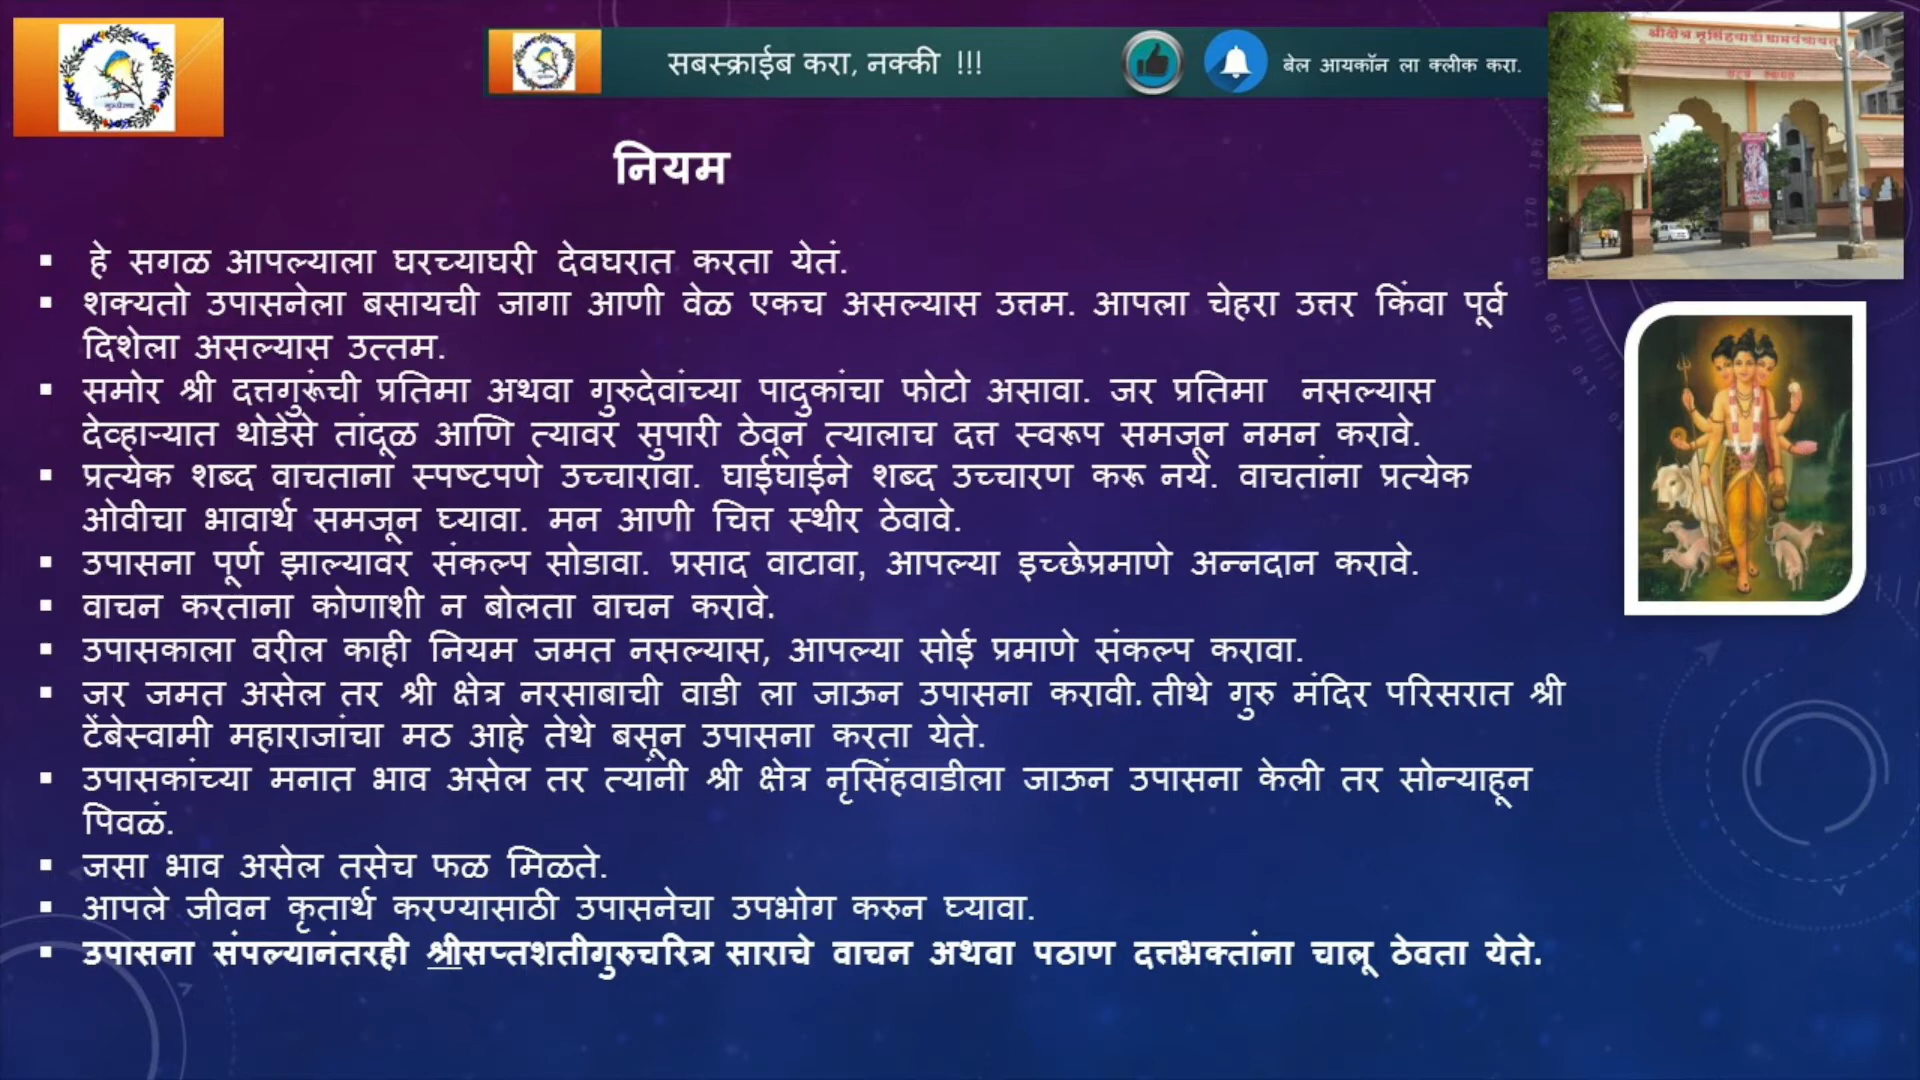 सबस्क्राईब करा, नक्की !!!
बेल आयकॉन ला क्लीक करा.
श्रीक्षेत्र नृसिंहवाडी ग्रामपंचायत
नियम
▪ हे सगळ आपल्याला घरच्याघरी देवघरात करता येतं.
▪ शक्यतो उपासनेला बसायची जागा आणी वेळ एकच असल्यास उत्तम. आपला चेहरा उत्तर किंवा पूर्व
दिशेला असल्यास उत्तम.
▪ समोर श्री दत्तगुरूंची प्रतिमा अथवा गुरुदेवांच्या पादुकांचा फोटो असावा. जर प्रतिमा नसल्यास
देव्हाऱ्यात थोडेसे तांदूळ आणि त्यावर सुपारी ठेवून त्यालाच दत्त स्वरूप समजून नमन करावे.
▪ प्रत्येक शब्द वाचताना स्पष्टपणे उच्चारावा. घाईघाईने शब्द उच्चारण करू नये. वाचतांना प्रत्येक
ओवीचा भावार्थ समजून घ्यावा. मन आणी चित्त स्थीर ठेवावे.
▪ उपासना पूर्ण झाल्यावर संकल्प सोडावा. प्रसाद वाटावा, आपल्या इच्छेप्रमाणे अन्नदान करावे.
▪ वाचन करताना कोणाशी न बोलता वाचन करावे.
▪ उपासकाला वरील काही नियम जमत नसल्यास, आपल्या सोई प्रमाणे संकल्प करावा.
▪ जर जमत असेल तर श्री क्षेत्र नरसाबाची वाडी ला जाऊन उपासना करावी. तीथे गुरु मंदिर परिसरात श्री
टेंबेस्वामी महाराजांचा मठ आहे तेथे बसून उपासना करता येते.
▪ उपासकांच्या मनात भाव असेल तर त्यांनी श्री क्षेत्र नृसिंहवाडीला जाऊन उपासना केली तर सोन्याहून
पिवळं.
▪ जसा भाव असेल तसेच फळ मिळते.
▪ आपले जीवन कृतार्थ करण्यासाठी उपासनेचा उपभोग करुन घ्यावा.
▪ उपासना संपल्यानंतरही श्रीसप्तशतीगुरुचरित्र साराचे वाचन अथवा पठाण दत्तभक्तांना चालू ठेवता येते.